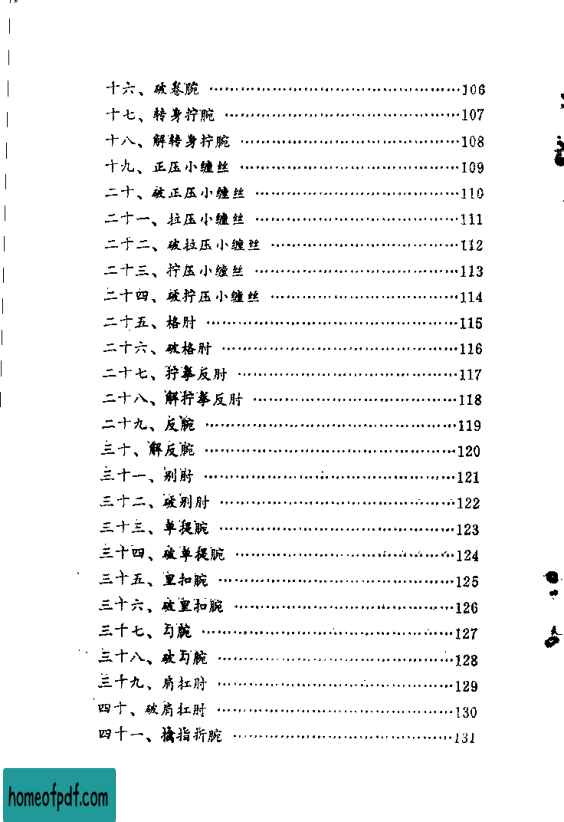 十六、破卷腕 ……………………………………106
十七、转身拧腕 …………………………………107
十八、解转身拧腕 ………………………………108
十九、正压小缠丝 ………………………………109
二十、破正压小缠丝 ……………………………110
二十一、拉压小缠丝 ……………………………111
二十二、破拉压小缠丝 …………………………112
二十三、拧压小缠丝 ……………………………113
二十四、破拧压小缠丝 …………………………114
二十五、格肘 ……………………………………115
二十六、破格肘 …………………………………116
二十七、拧拳反肘 ………………………………117
二十八、解拧拳反肘 ……………………………118
二十九、反腕 ……………………………………119
三十、解反腕 ……………………………………120
三十一、别肘 ……………………………………121
三十二、破别肘 …………………………………122
三十三、单提腕 …………………………………123
三十四、破单提腕 ………………………………124
三十五、里扣腕 …………………………………125
三十六、破里扣腕 ………………………………126
三十七、勾腕 ……………………………………127
三十八、破勾腕 …………………………………128
三十九、肩扛肘 …………………………………129
四十、破肩扛肘 …………………………………130
四十一、擒指折腕 ………………………………131
homeofpdf.com